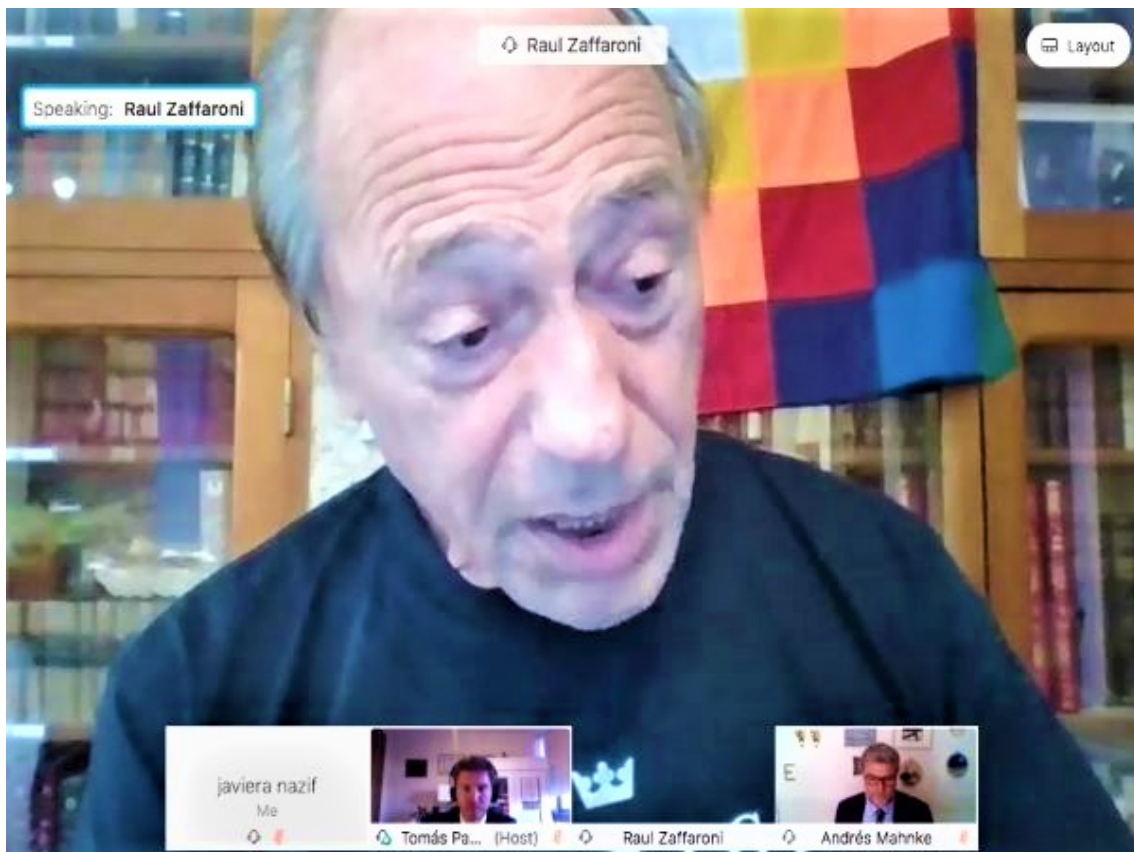 Raul Zaffaroni
Layout
Speaking: Raul Zaffaroni
E
javiera nazif
Me
Tomás Pa... (Host)
Raul Zaffaroni
Andrés Mahnke